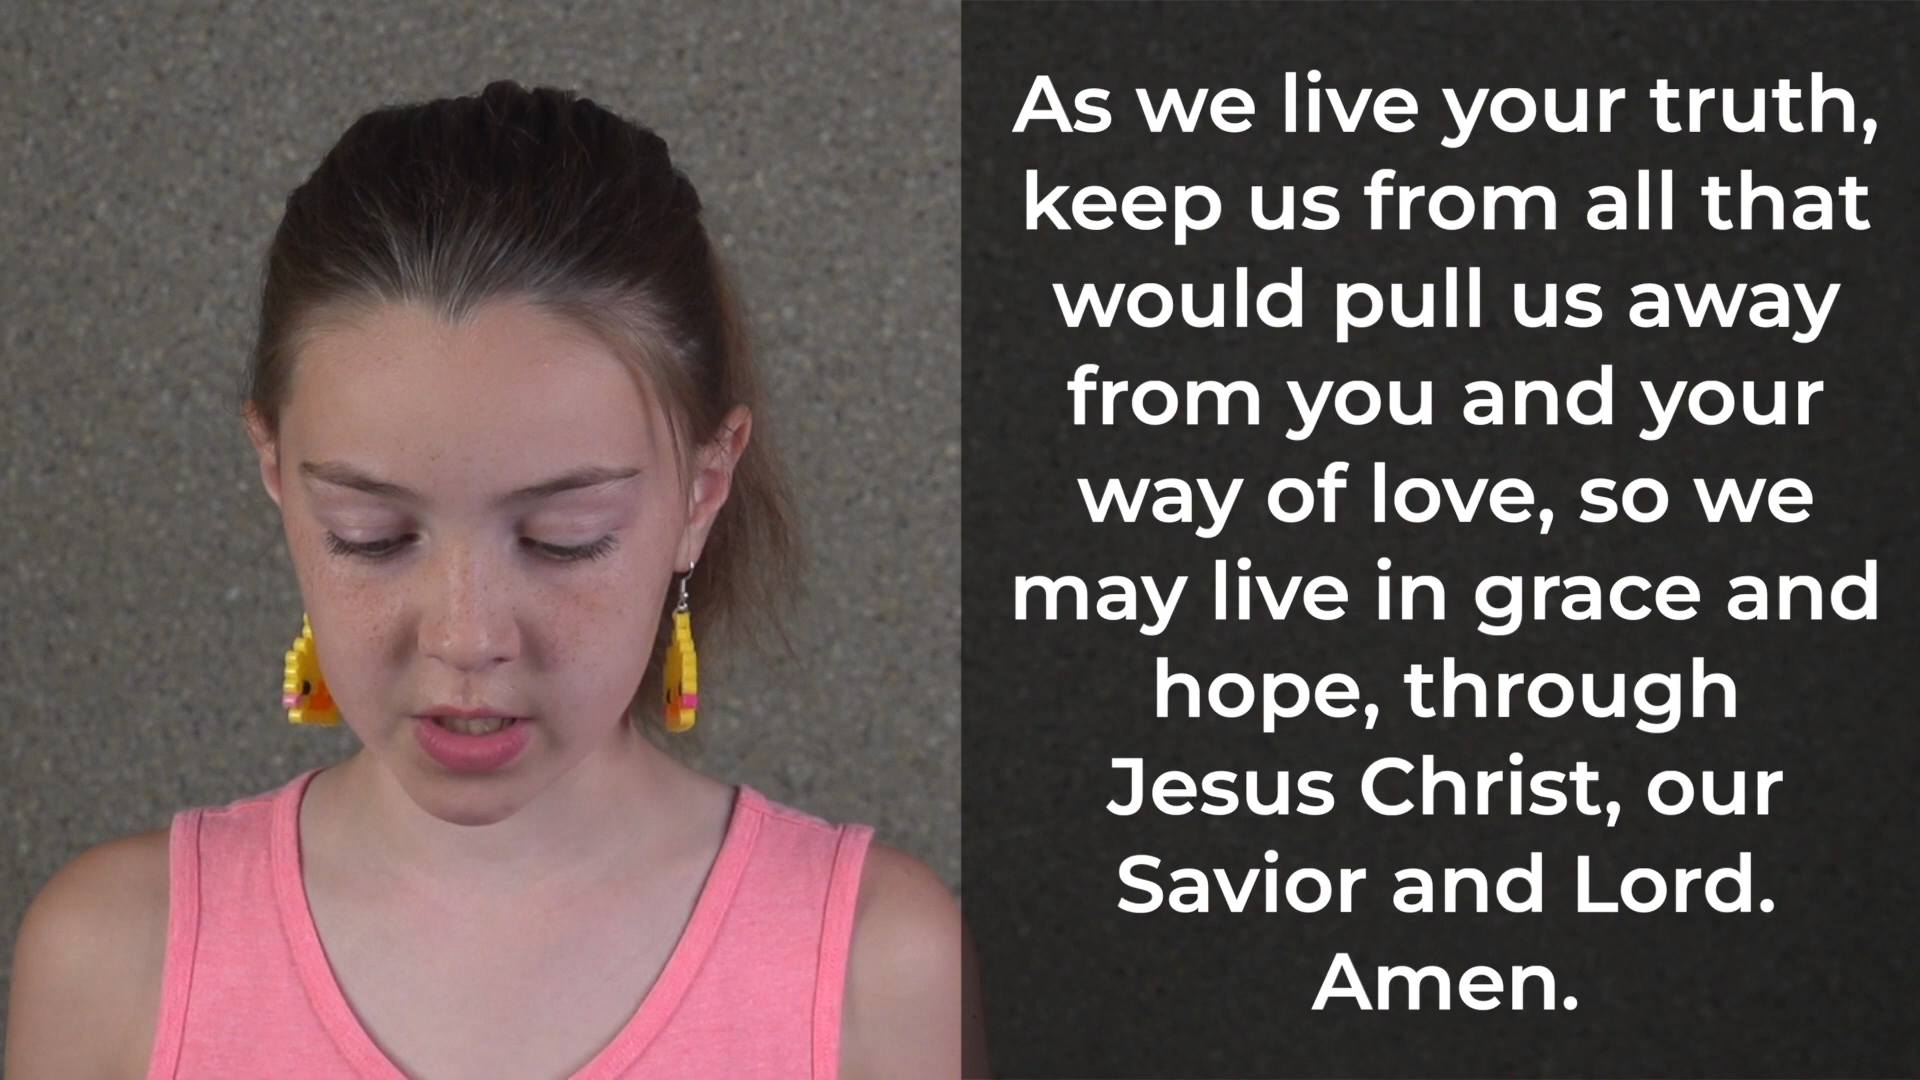 As we live your truth,
keep us from all that
would pull us away
from you and your
way of love, so we
may live in grace and
hope, through
Jesus Christ, our
Savior and Lord.
Amen.